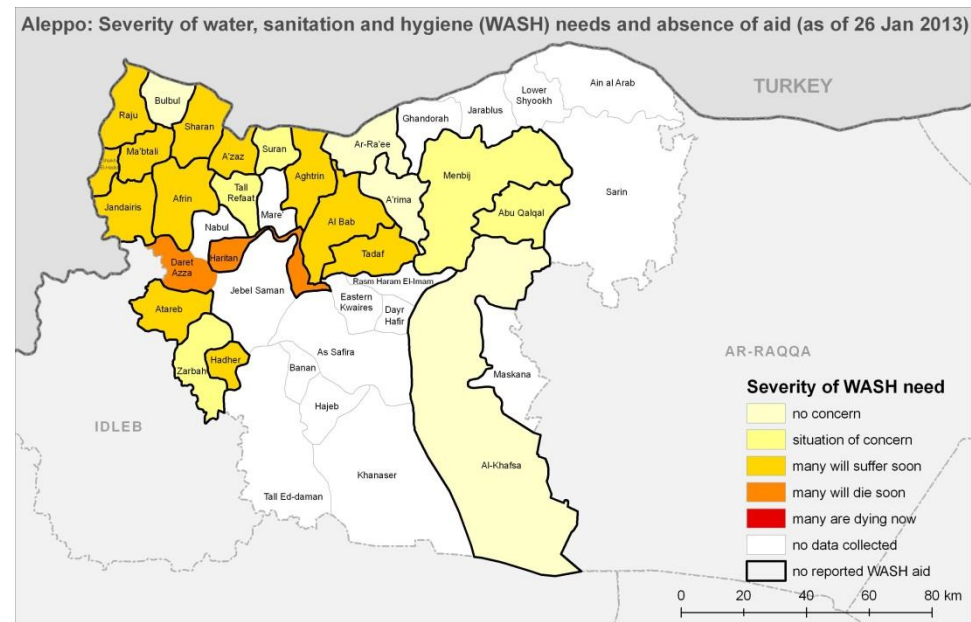 Aleppo: Severity of water, sanitation and hygiene (WASH) needs and absence of aid (as of 26 Jan 2013)
TURKEY
Ain al Arab
Lower
Shyookh
Jarablus
Ghandorah
Bulbul
Raju
Sharan
Ma'btali
A'zaz
Suran
Ar-Ra'ee
Aghtrin
Menbij
Sarin
Jandairis
Afrin
Tall
Refaat
Mare'
A'rima
Abu Qalqal
Nabul
Al Bab
Haritan
Tadaf
Daret
Azza
Jebel Saman
Rasm Haram El-Imam
Eastern
Kwaires
Dayr
Hafir
Atareb
As Safira
Zarbah
Hadher
Banan
Maskana
AR-RAQQA
Hajeb
IDLEB
Khanaser
Al-Khafsa
Tall Ed-daman
Severity of WASH need
no concern
situation of concern
many will suffer soon
many will die soon
many are dying now
no data collected
no reported WASH aid
0 20 40 60 80 km